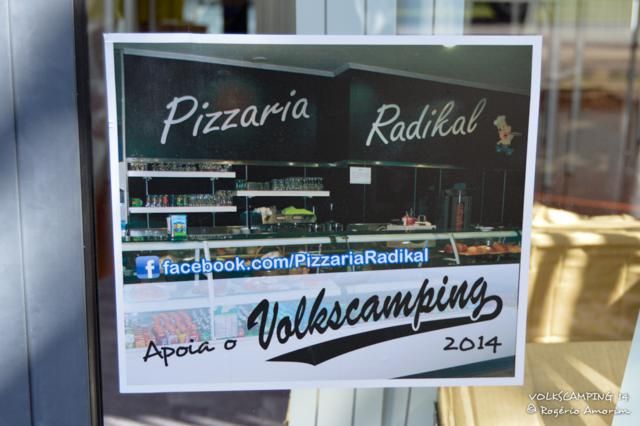 Pizzaria Radikal
f facebook.com/PizzariaRadikal
Apoia o Volkscamping
2014
VOLKSCAMPING 14
© Rogério Amorim